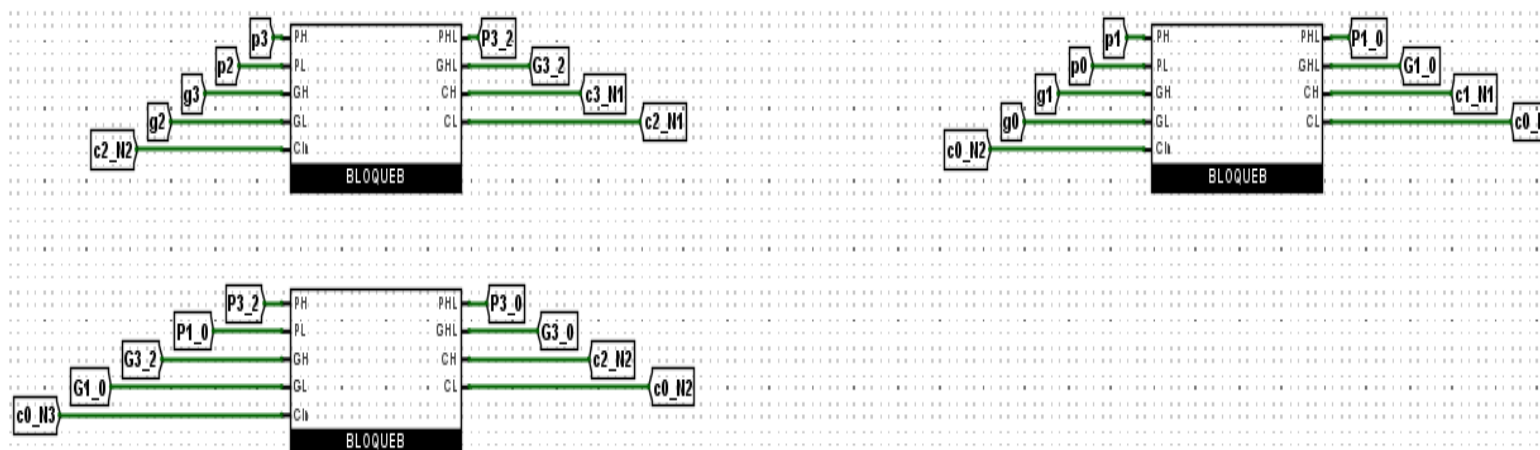 p3 PH PHL P3_2
p2 PL GHL G3_2
g3 GH CH c3_N1
g2 GL CL c2_N1
c2_N2 CIn
BLOQUEB
p1 PH PHL P1_0
p0 PL GHL G1_0
g1 GH CH c1_N1
g0 GL CL
c0_N2 CIn
BLOQUEB
P3_2 PH PHL P3_0
P1_0 PL GHL G3_0
G3_2 GH CH c2_N2
G1_0 GL CL c0_N2
c0_N3 CIn
BLOQUEB